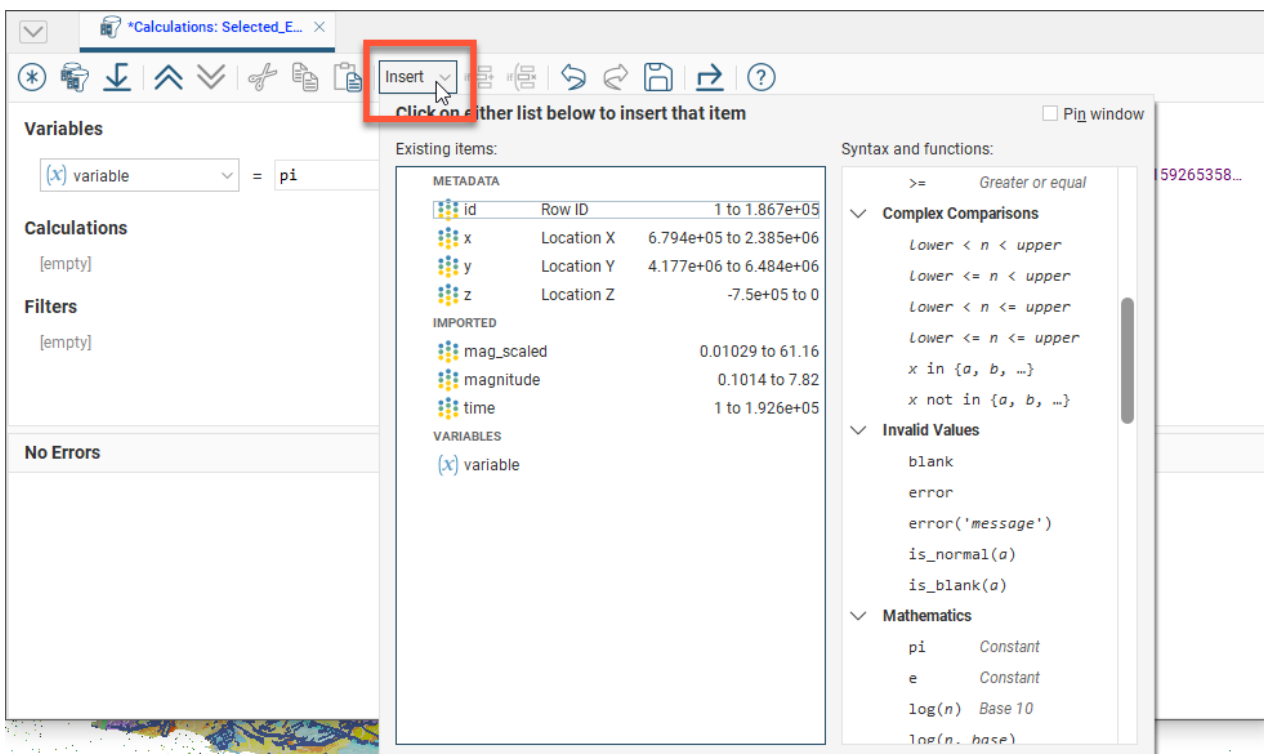 *Calculations: Selected_E... ×
Insert
Click on either list below to insert that item
Pin window
Variables
(x) variable = pi
159265358...
Calculations
[empty]
Filters
[empty]
No Errors
Existing items:
METADATA
id Row ID 1 to 1.867e+05
x Location X 6.794e+05 to 2.385e+06
y Location Y 4.177e+06 to 6.484e+06
z Location Z -7.5e+05 to 0
IMPORTED
mag_scaled 0.01029 to 61.16
magnitude 0.1014 to 7.82
time 1 to 1.926e+05
VARIABLES
(x) variable
Syntax and functions:
>= Greater or equal
Complex Comparisons
lower < n < upper
lower <= n < upper
lower < n <= upper
lower <= n <= upper
x in {a, b, …}
x not in {a, b, …}
Invalid Values
blank
error
error('message')
is_normal(a)
is_blank(a)
Mathematics
pi Constant
e Constant
log(n) Base 10
log(n, base)